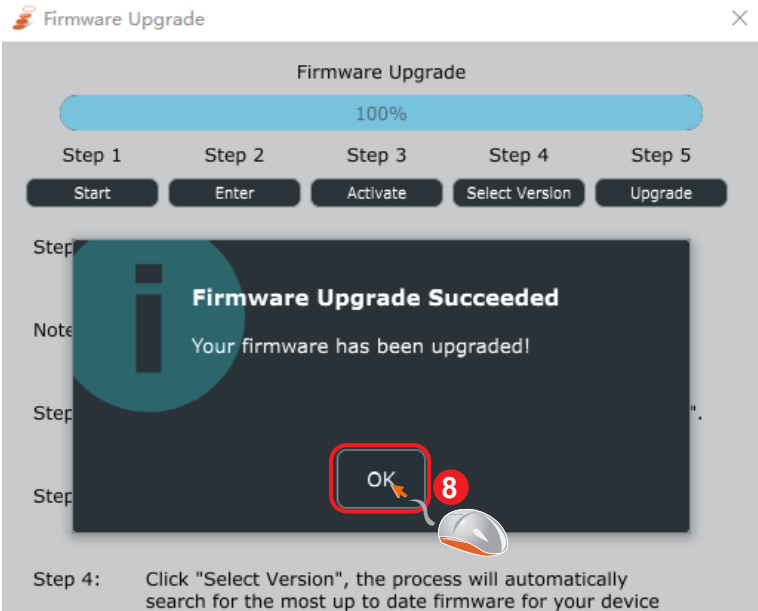 Firmware Upgrade
Firmware Upgrade
100%
Step 1 Step 2 Step 3 Step 4 Step 5
Start Enter Activate Select Version Upgrade
Step
Firmware Upgrade Succeeded
Note
Your firmware has been upgraded!
Step ".
OK 8
Step
Step 4: Click "Select Version", the process will automatically
search for the most up to date firmware for your device